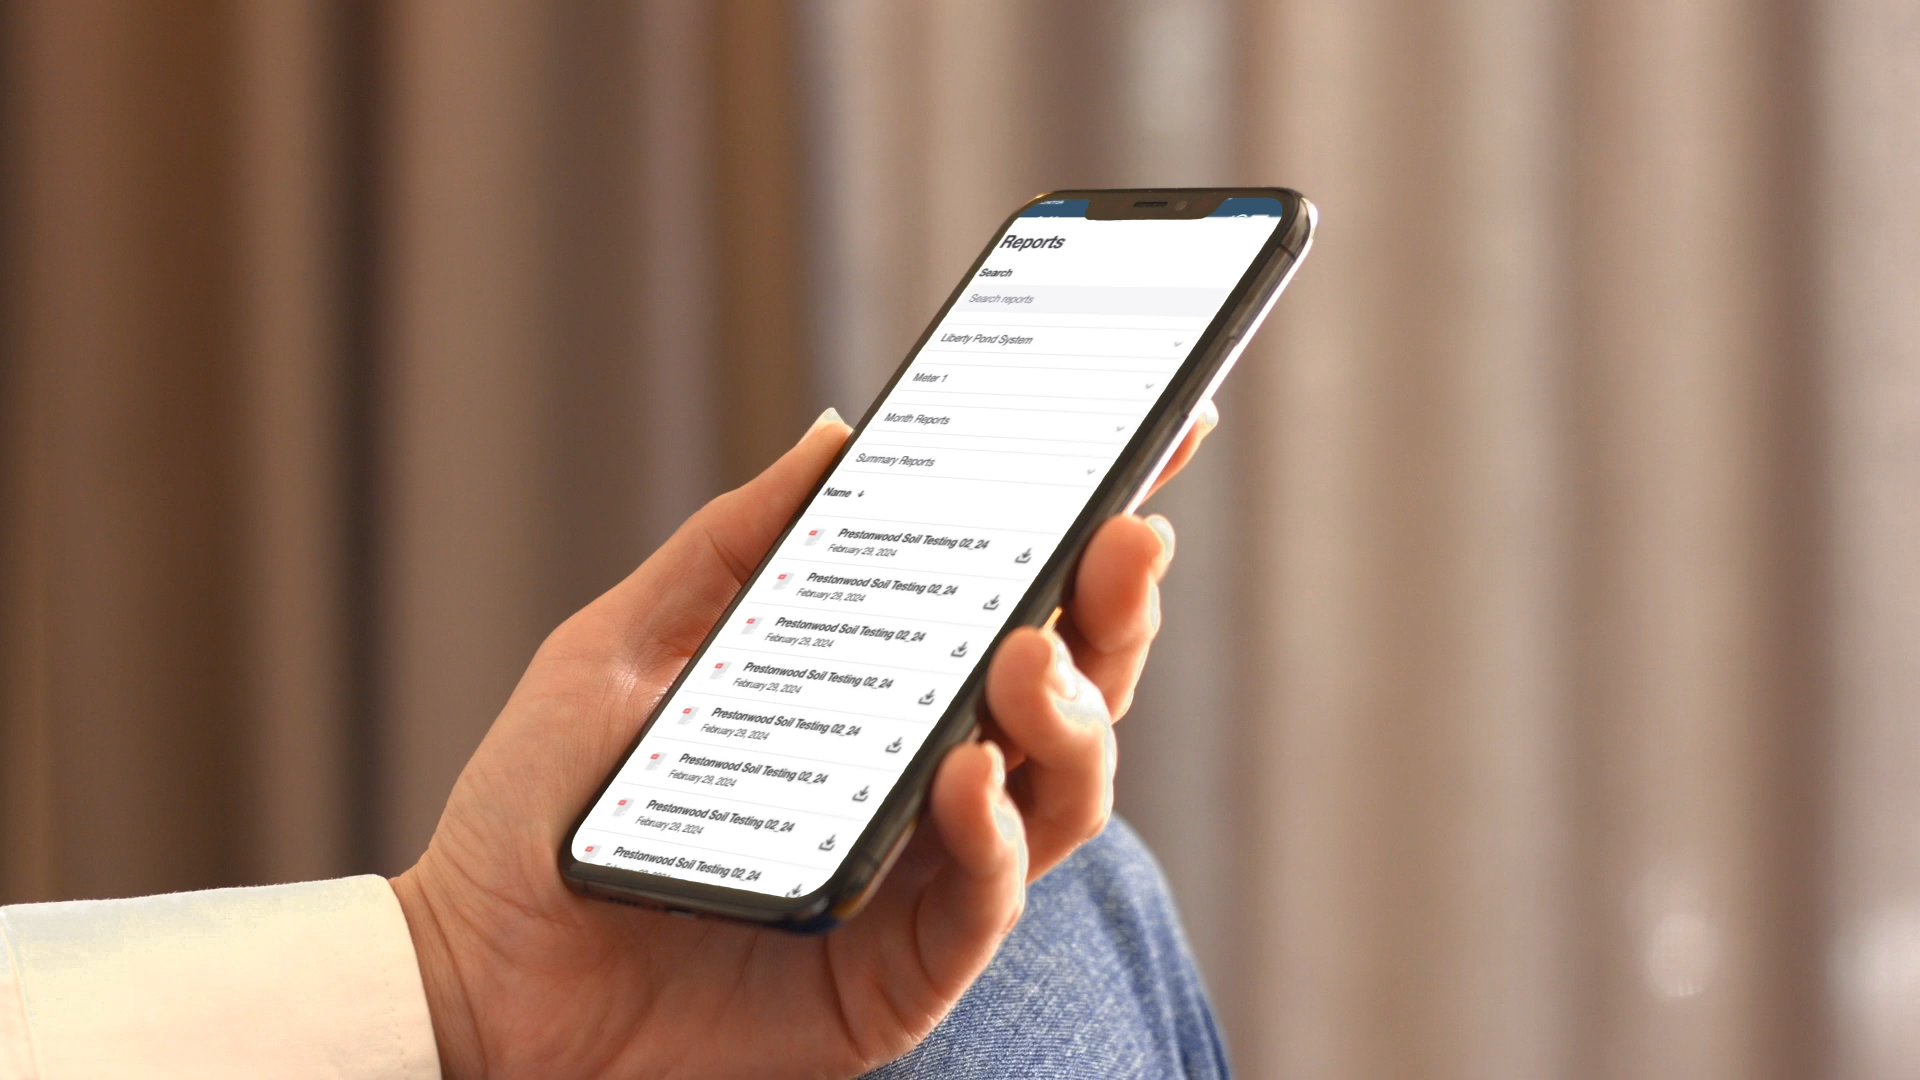 Reports
Search
Search reports
Liberty Pond System
Meter 1
Month Reports
Summary Reports
Name
Prestonwood Soil Testing 02_24
February 29, 2024
Prestonwood Soil Testing 02_24
February 29, 2024
Prestonwood Soil Testing 02_24
February 29, 2024
Prestonwood Soil Testing 02_24
February 29, 2024
Prestonwood Soil Testing 02_24
February 29, 2024
Prestonwood Soil Testing 02_24
February 29, 2024
Prestonwood Soil Testing 02_24
February 29, 2024
Prestonwood Soil Testing 02_24